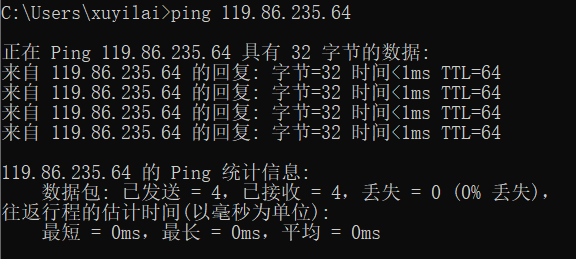 C:\Users\xuyilai>ping 119.86.235.64
正在 Ping 119.86.235.64 具有 32 字节的数据:
来自 119.86.235.64 的回复: 字节=32 时间<1ms TTL=64
来自 119.86.235.64 的回复: 字节=32 时间<1ms TTL=64
来自 119.86.235.64 的回复: 字节=32 时间<1ms TTL=64
来自 119.86.235.64 的回复: 字节=32 时间<1ms TTL=64
119.86.235.64 的 Ping 统计信息:
数据包: 已发送 = 4，已接收 = 4，丢失 = 0 (0% 丢失)，
往返行程的估计时间(以毫秒为单位):
最短 = 0ms，最长 = 0ms，平均 = 0ms